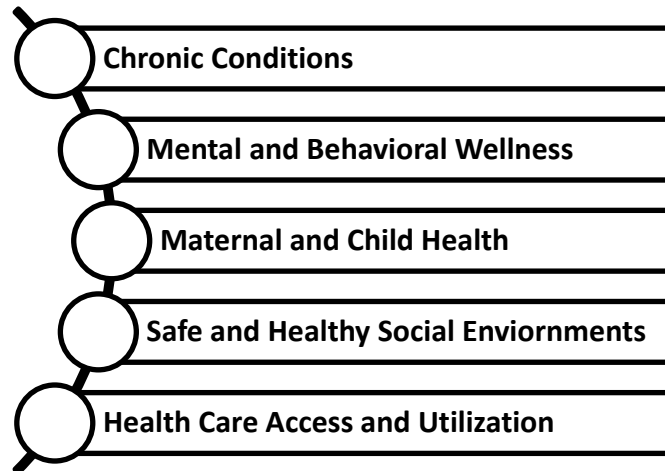 Chronic Conditions
Mental and Behavioral Wellness
Maternal and Child Health
Safe and Healthy Social Enviornments
Health Care Access and Utilization